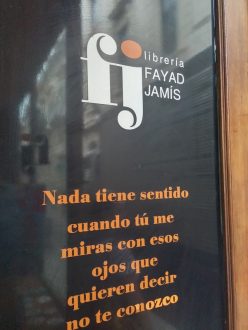 fj
librería
FAYAD
JAMÍS
Nada tiene sentido
cuando tú me
miras con esos
ojos que
quieren decir
no te conozco